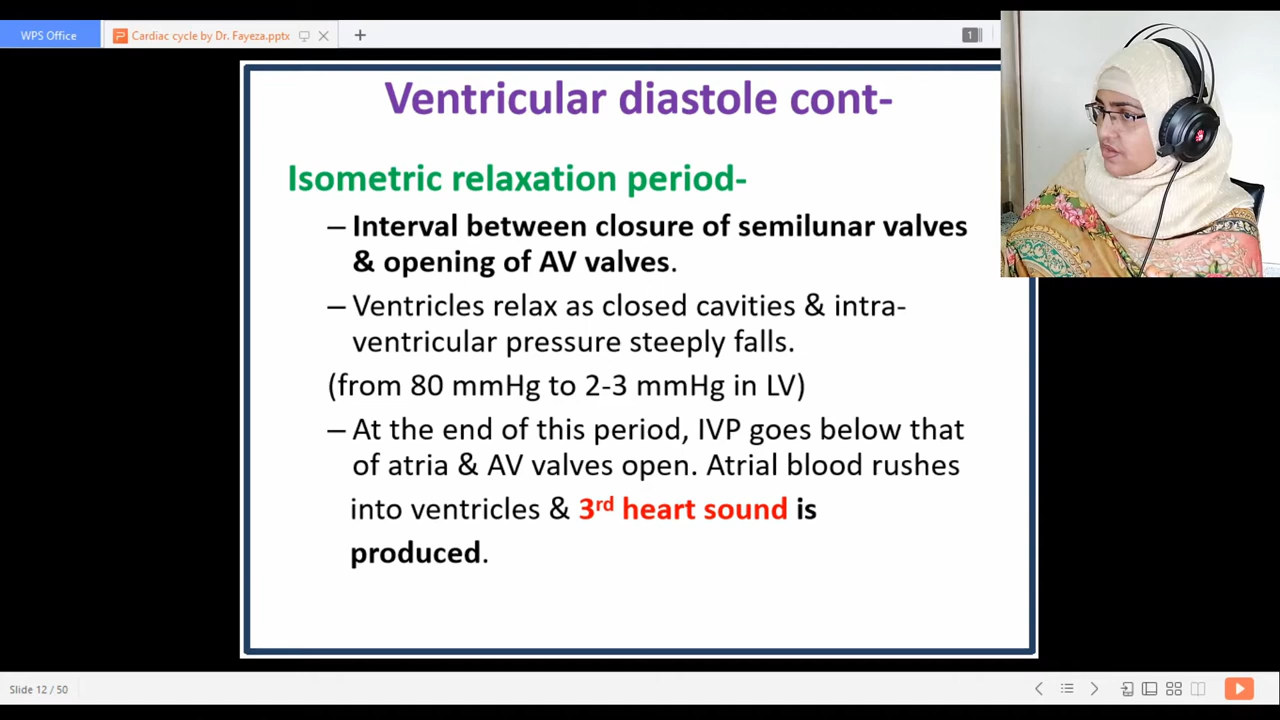 WPS Office
Cardiac cycle by Dr. Fayeza.pptx
1
Ventricular diastole cont-
Isometric relaxation period-
– Interval between closure of semilunar valves
& opening of AV valves.
– Ventricles relax as closed cavities & intra-
ventricular pressure steeply falls.
(from 80 mmHg to 2-3 mmHg in LV)
– At the end of this period, IVP goes below that
of atria & AV valves open. Atrial blood rushes
into ventricles & 3rd heart sound is
produced.
Slide 12 / 50